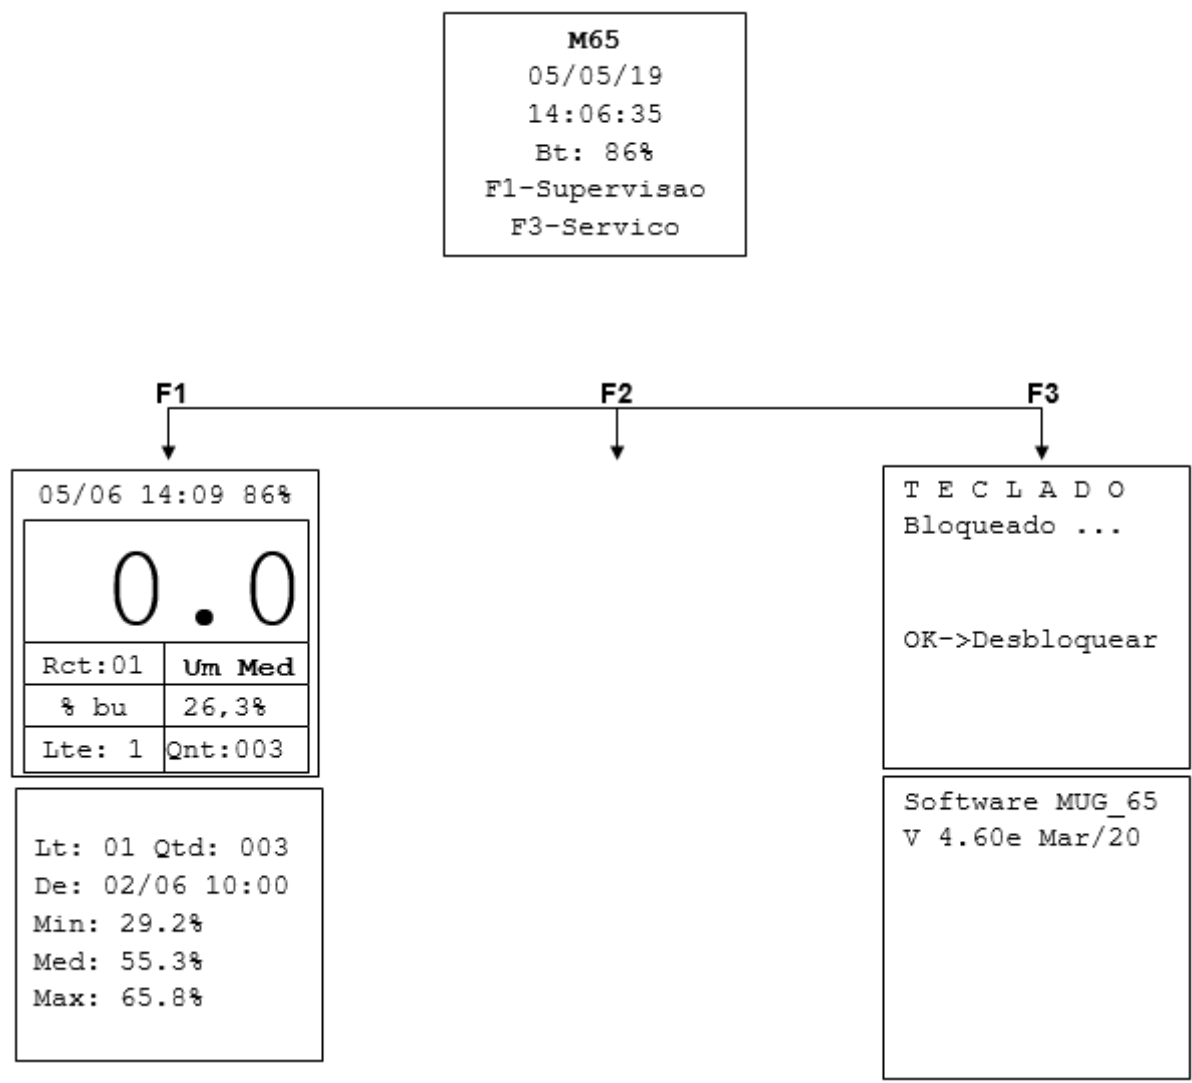 M65
05/05/19
14:06:35
Bt: 86%
F1-Supervisao
F3-Servico
F1
F2
F3
05/06 14:09 86%
0.0
Rct:01 Um Med
% bu 26,3%
Lte: 1 Qnt:003
Lt: 01 Qtd: 003
De: 02/06 10:00
Min: 29.2%
Med: 55.3%
Max: 65.8%
T E C L A D O
Bloqueado ...
OK->Desbloquear
Software MUG_65
V 4.60e Mar/20